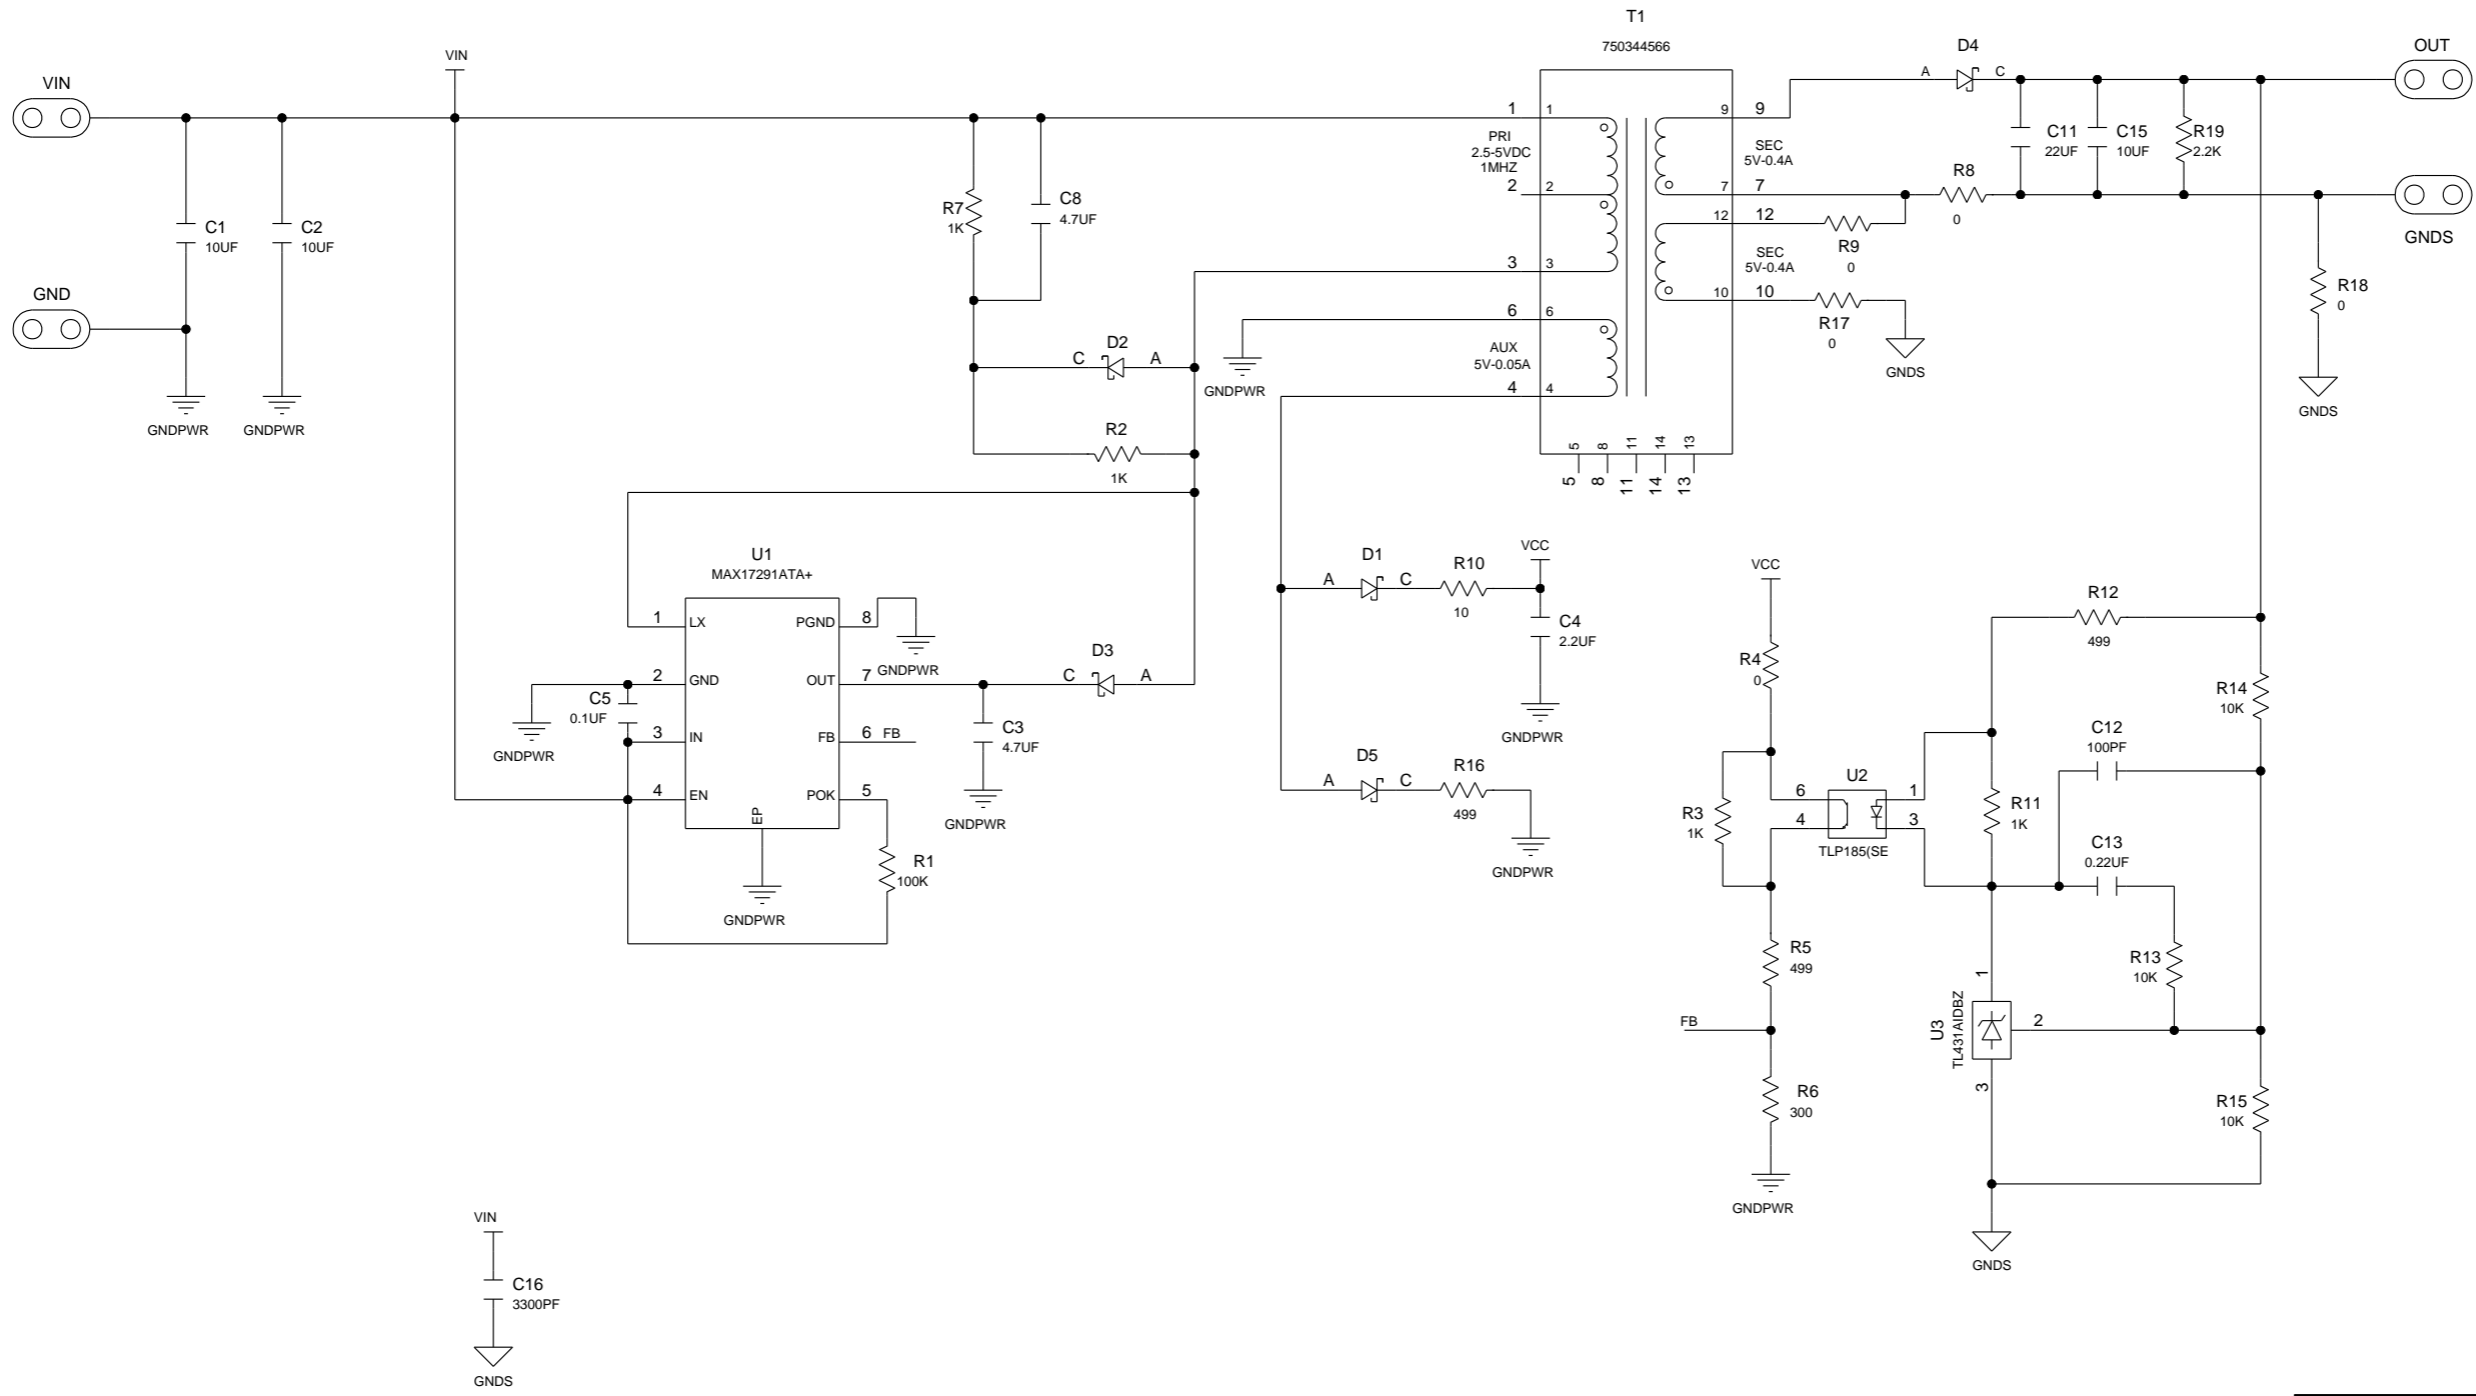 T1
750344566
VIN
VIN
GND
C1
10UF
C2
10UF
GNDPWR
GNDPWR
R7
1K
C8
4.7UF
C
D2
A
R2
1K
1
1
PRI
2.5-5VDC
1MHZ
2
2
3
3
6
6
AUX
5V-0.05A
4
4
GNDPWR
9
9
SEC
5V-0.4A
7
7
12
12
SEC
5V-0.4A
10
10
5
8
11
14
13
5
8
11
14
13
A
D4
C
C11
22UF
C15
10UF
R19
2.2K
OUT
R8
0
R9
0
R17
0
GNDS
GNDS
R18
0
GNDS
U1
MAX17291ATA+
1
LX
PGND
8
GNDPWR
2
GND
OUT
7
C5
0.1UF
GNDPWR
3
IN
FB
6
FB
4
EN
POK
5
EP
GNDPWR
R1
100K
C
D3
A
C3
4.7UF
GNDPWR
A
D1
C
R10
10
VCC
C4
2.2UF
GNDPWR
A
D5
C
R16
499
GNDPWR
VCC
R4
0
R3
1K
6
4
U2
TLP185(SE
1
3
R5
499
FB
R6
300
GNDPWR
R12
499
R14
10K
C12
100PF
R11
1K
C13
0.22UF
R13
10K
1
U3
TL431AIDBZ
2
3
R15
10K
GNDS
VIN
C16
3300PF
GNDS